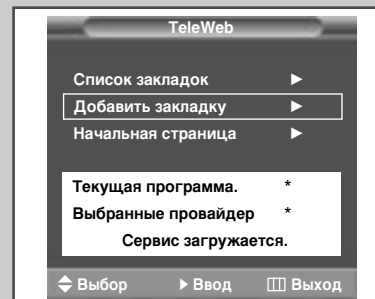 TeleWeb
Список закладок ►
Добавить закладку ►
Начальная страница ►
Текущая программа. *
Выбранные провайдер *
Сервис загружается.
Выбор ►Ввод Выход